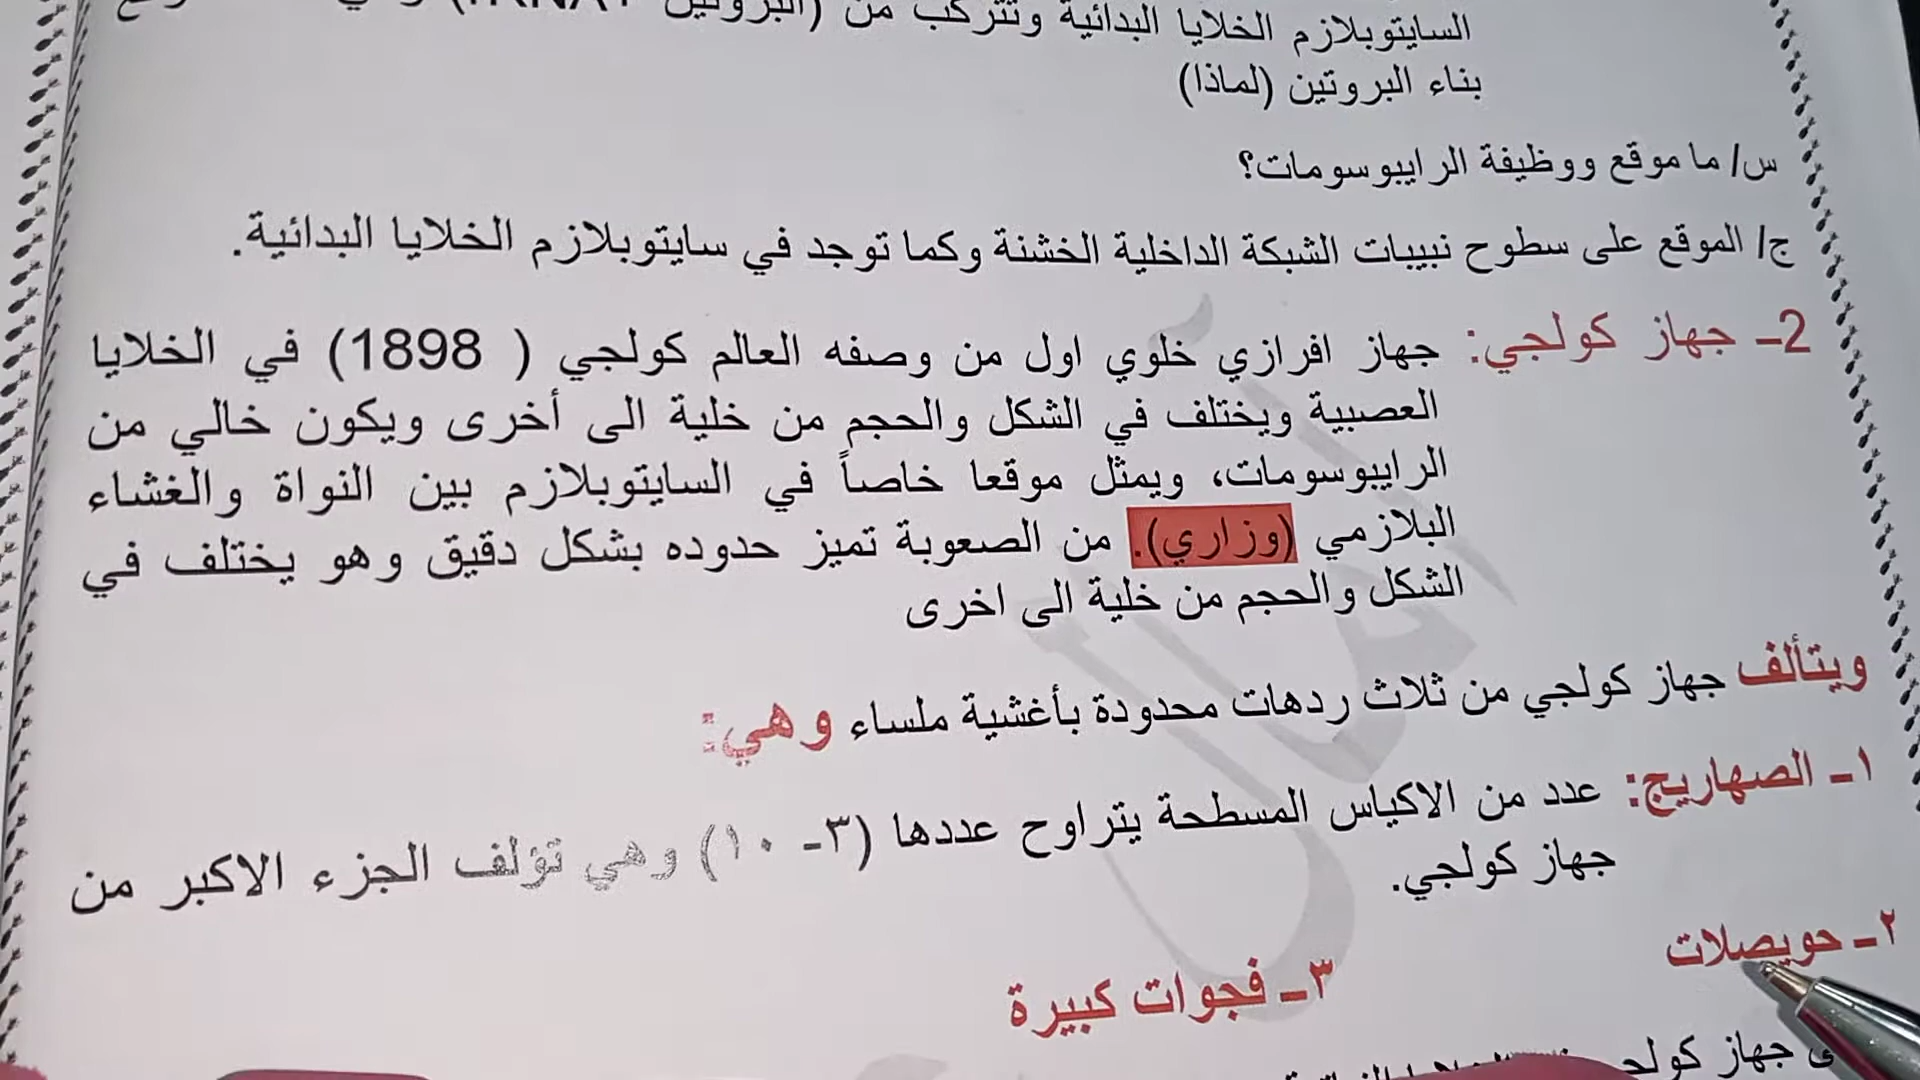 السايتوبلازم الخلايا البدائية وتتركب من (البروتين
بناء البروتين (لماذا)
س/ ما موقع ووظيفة الرايبوسومات؟
ج/ الموقع على سطوح نبيبات الشبكة الداخلية الخشنة وكما توجد في سايتوبلازم الخلايا البدائية.
2- جهاز كولجي: جهاز افرازي خلوي اول من وصفه العالم كولجي ( 1898) في الخلايا
العصبية ويختلف في الشكل والحجم من خلية الى أخرى ويكون خالي من
الرايبوسومات، ويمثل موقعا خاصاً في السايتوبلازم بين النواة والغشاء
البلازمي (وزاري). من الصعوبة تميز حدوده بشكل دقيق وهو يختلف في
الشكل والحجم من خلية الى اخرى
ويتألف جهاز كولجي من ثلاث ردهات محدودة بأغشية ملساء وهي:
١- الصهاريج: عدد من الاكياس المسطحة يتراوح عددها (٣- ١٠) وهي تؤلف الجزء الاكبر من
جهاز كولجي.
٢- حويصلات
٣- فجوات كبيرة
جهاز